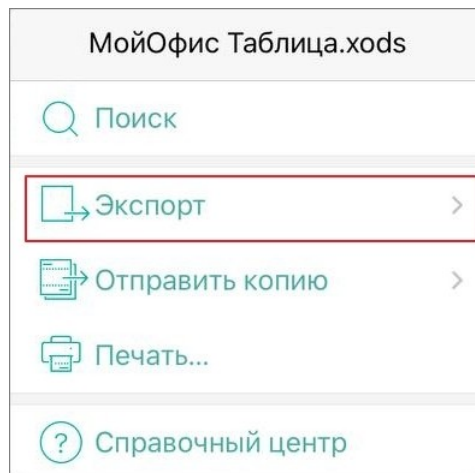 МойОфис Таблица.xods
Поиск
Экспорт
Отправить копию
Печать...
? Справочный центр